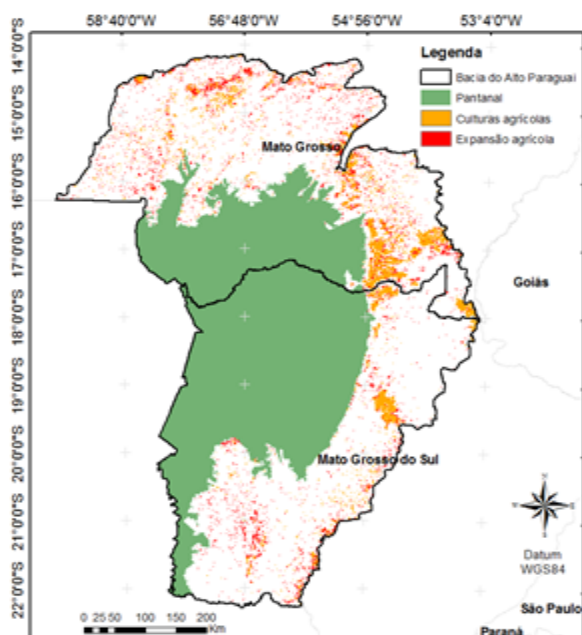 58°40'0"W 56°48'0"W 54°56'0"W 53°4'0"W
14°0'0"S
15°0'0"S
16°0'0"S
17°0'0"S
18°0'0"S
19°0'0"S
20°0'0"S
21°0'0"S
22°0'0"S
Legenda
Bacia do Alto Paraguai
Pantanal
Culturas agrícolas
Expansão agrícola
Mato Grosso
Goiás
Mato Grosso do Sul
N
Datum
WGS84
São Paulo
Paraná
0 25 50 100 150 200
Km